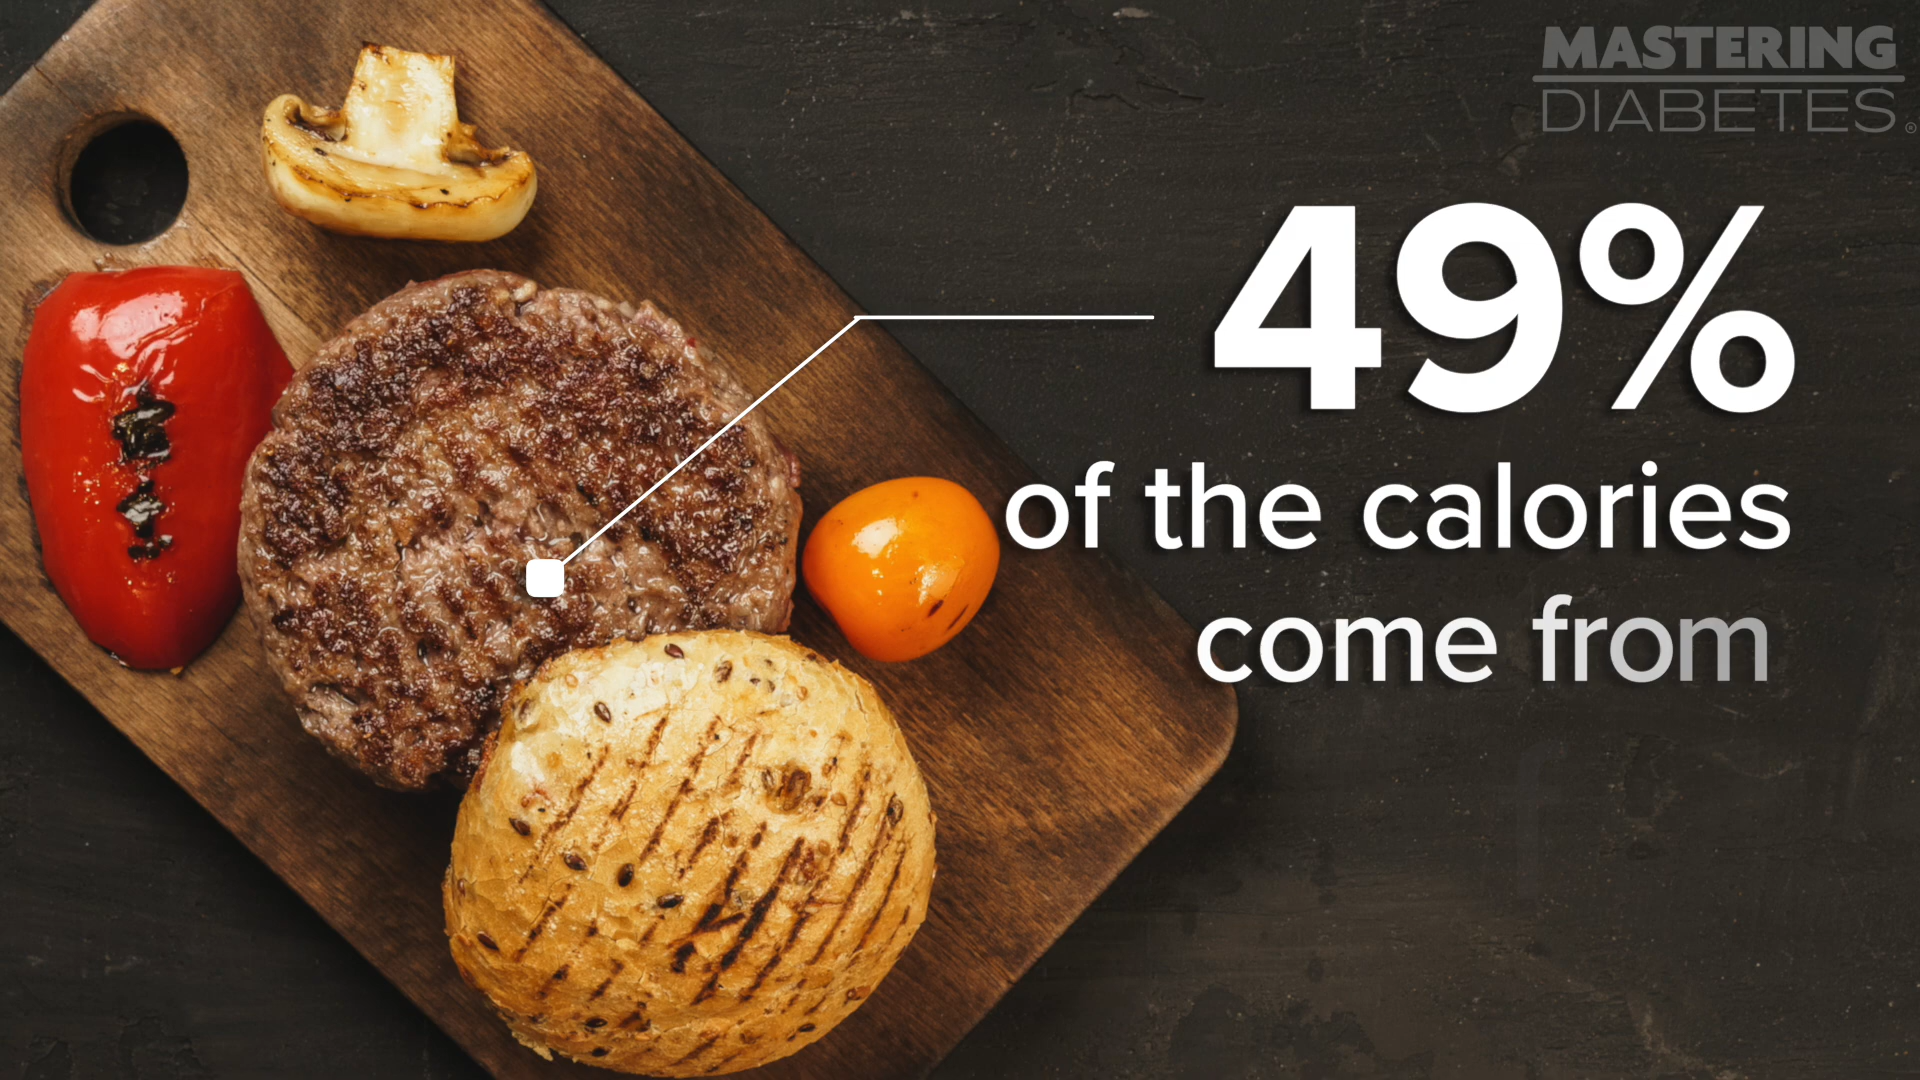 MASTERING
DIABETES®
49%
of the calories
come from